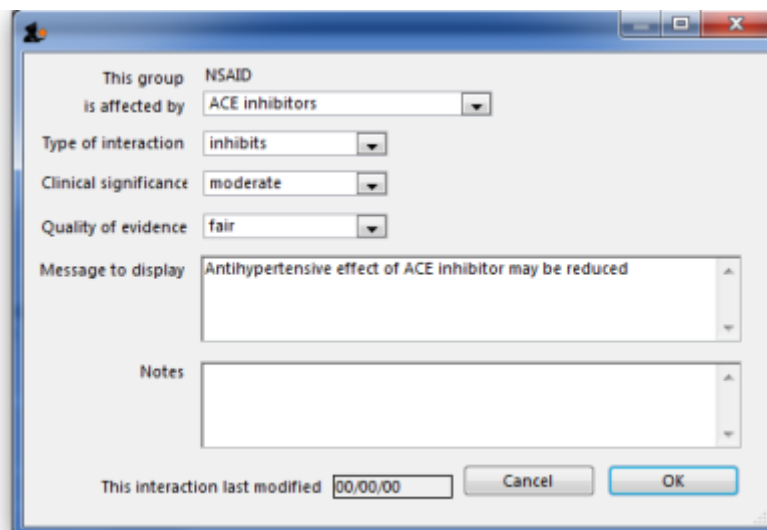 This group NSAID
is affected by ACE inhibitors
Type of interaction inhibits
Clinical significance moderate
Quality of evidence fair
Message to display Antihypertensive effect of ACE inhibitor may be reduced
Notes
This interaction last modified 00/00/00 Cancel OK